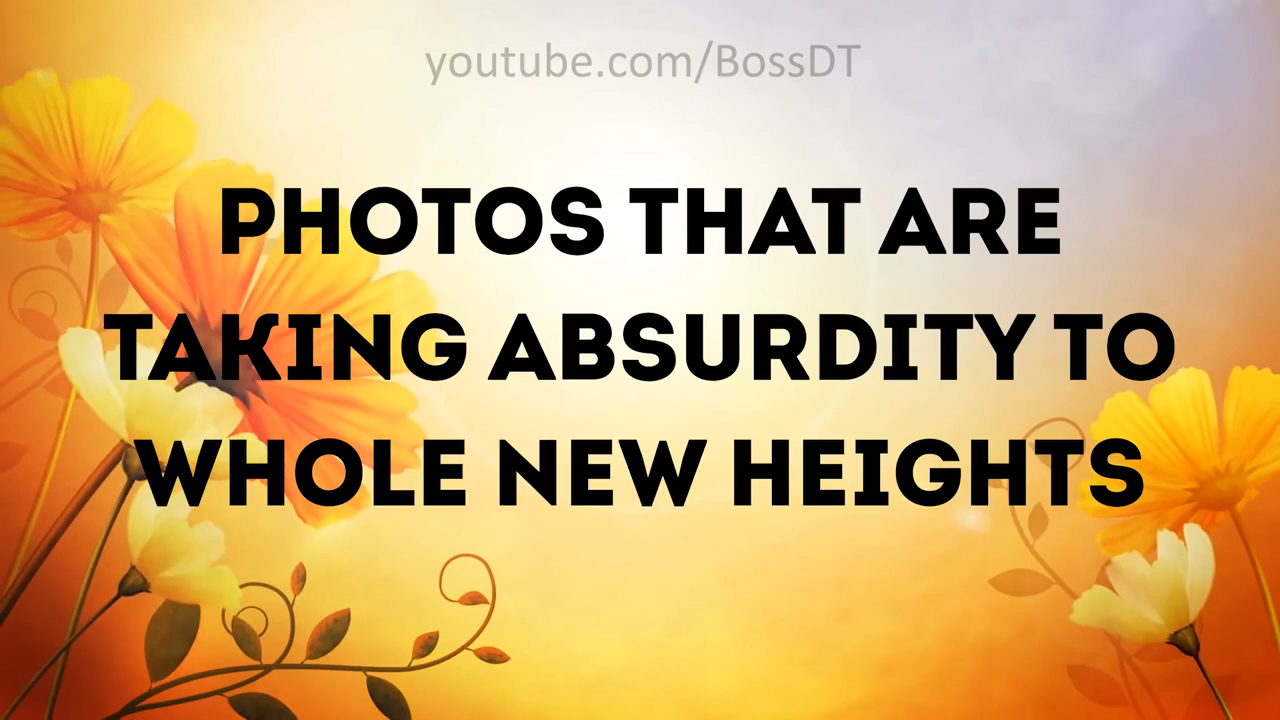 youtube.com/BossDT
PHOTOS THAT ARE
TAKING ABSURDITY TO
WHOLE NEW HEIGHTS